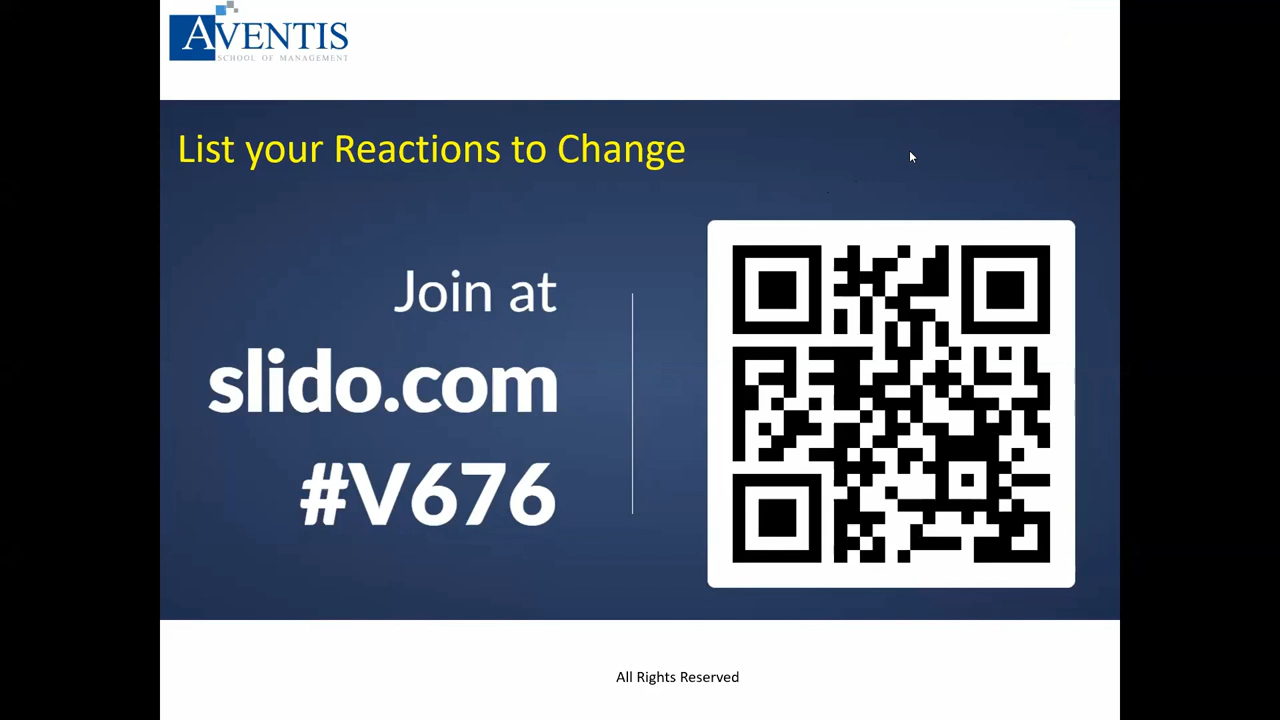 AVENTIS
SCHOOL OF MANAGEMENT
List your Reactions to Change
Join at
slido.com
#V676
All Rights Reserved